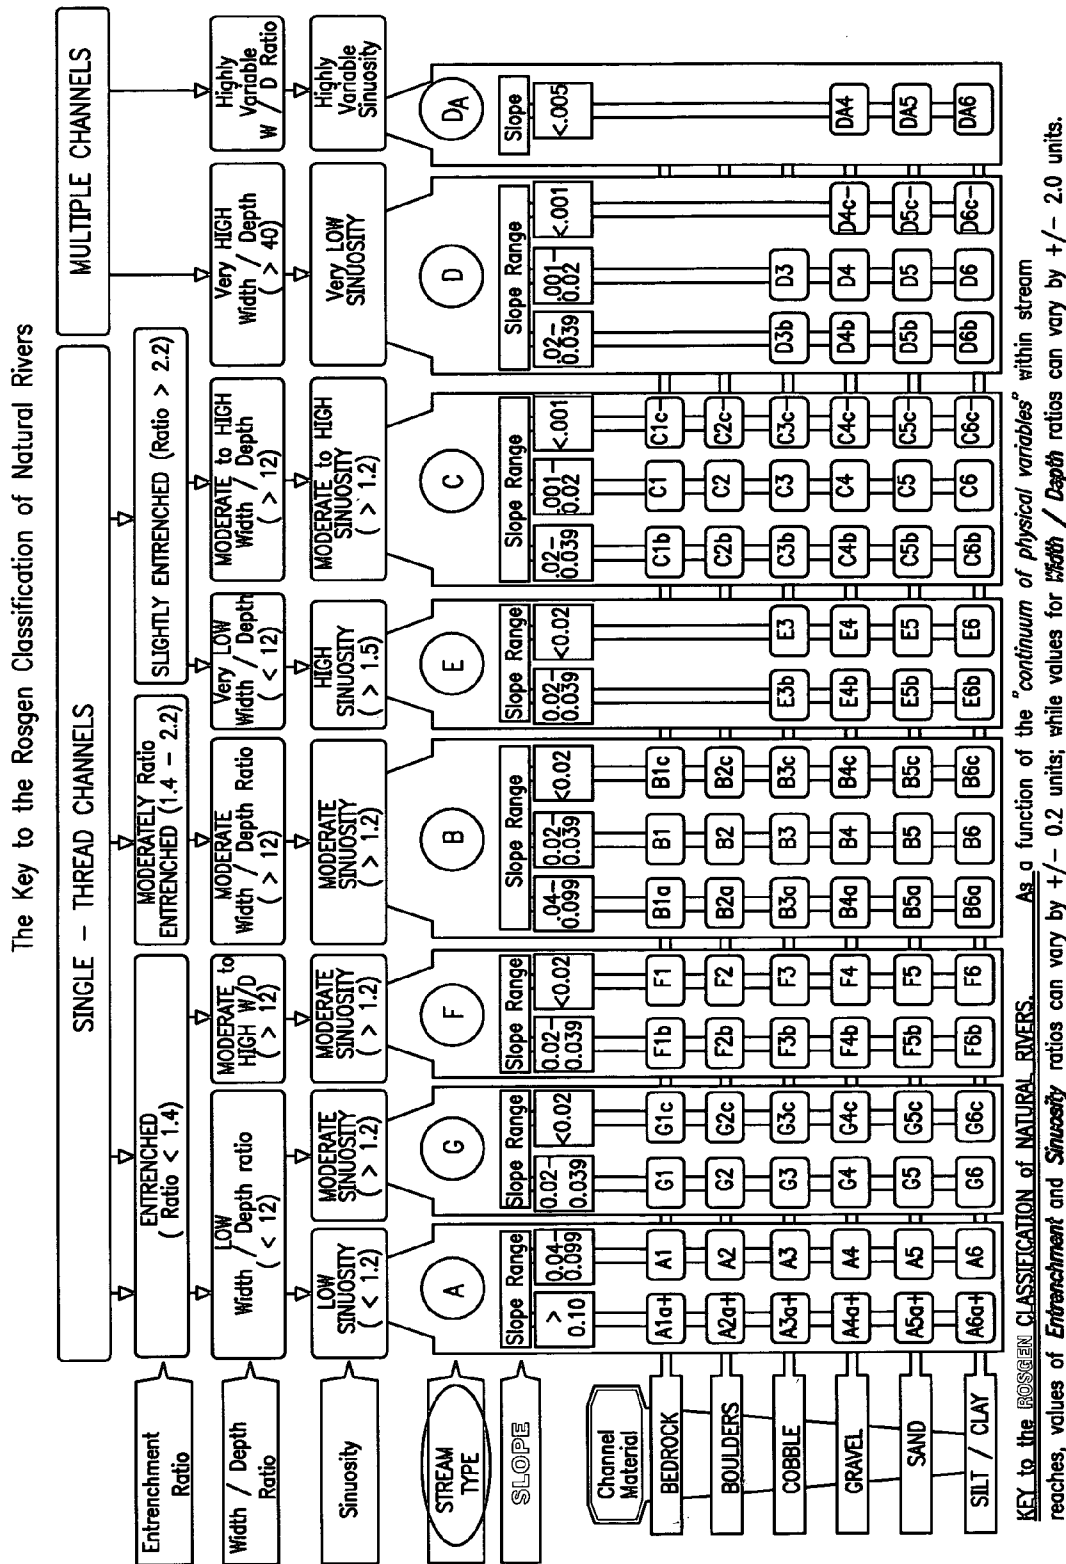 The Key to the Rosgen Classification of Natural Rivers
SINGLE - THREAD CHANNELS
MULTIPLE CHANNELS
Entrenchment
Ratio
ENTRENCHED
( Ratio < 1.4 )
MODERATELY Ratio
ENTRENCHED (1.4 - 2.2)
SLIGHTLY ENTRENCHED (Ratio > 2.2)
Width / Depth
Ratio
LOW
Width / Depth ratio
( < 12)
MODERATE to
HIGH W/D
( > 12)
MODERATE
Width / Depth Ratio
( > 12)
Very LOW
Width / Depth
( < 12)
MODERATE to HIGH
Width / Depth
( > 12)
Very HIGH
Width / Depth
( > 40)
Highly
Variable
W / D Ratio
Sinuosity
LOW
SINUOSITY
( < 1.2)
MODERATE
SINUOSITY
( > 1.2)
MODERATE
SINUOSITY
( > 1.2)
MODERATE
SINUOSITY
( > 1.2)
HIGH
SINUOSITY
( > 1.5)
MODERATE to HIGH
SINUOSITY
( > 1.2)
Very LOW
SINUOSITY
Highly
Variable
Sinuosity
STREAM
TYPE
A G F B E C D DA
SLOPE
Slope Range Slope Range Slope Range Slope Range Slope Range Slope Range Slope Range Slope
>
0.10
0.04-
0.099
0.02-
0.039
<0.02
0.02-
0.039
<0.02
.04-
0.099
0.02-
0.039
<0.02
0.02-
0.039
<0.02
.02-
0.039
.001-
0.02
<.001
.02-
0.039
.001-
0.02
<.001
<.005
Channel
Material
BEDROCK A1a+ A1 G1 G1c F1b F1 B1a B1 B1c C1b C1 C1c-
BOULDERS A2a+ A2 G2 G2c F2b F2 B2a B2 B2c C2b C2 C2c-
COBBLE A3a+ A3 G3 G3c F3b F3 B3a B3 B3c E3b E3 C3b C3 C3c- D3b D3
GRAVEL A4a+ A4 G4 G4c F4b F4 B4a B4 B4c E4b E4 C4b C4 C4c- D4b D4 D4c- DA4
SAND A5a+ A5 G5 G5c F5b F5 B5a B5 B5c E5b E5 C5b C5 C5c- D5b D5 D5c- DA5
SILT / CLAY A6a+ A6 G6 G6c F6b F6 B6a B6 B6c E6b E6 C6b C6 C6c- D6b D6 D6c- DA6
KEY to the ROSGEN CLASSIFICATION of NATURAL RIVERS. As a function of the "continuum of physical variables" within stream
reaches, values of Entrenchment and Sinuosity ratios can vary by +/- 0.2 units; while values for Width / Depth ratios can vary by +/- 2.0 units.